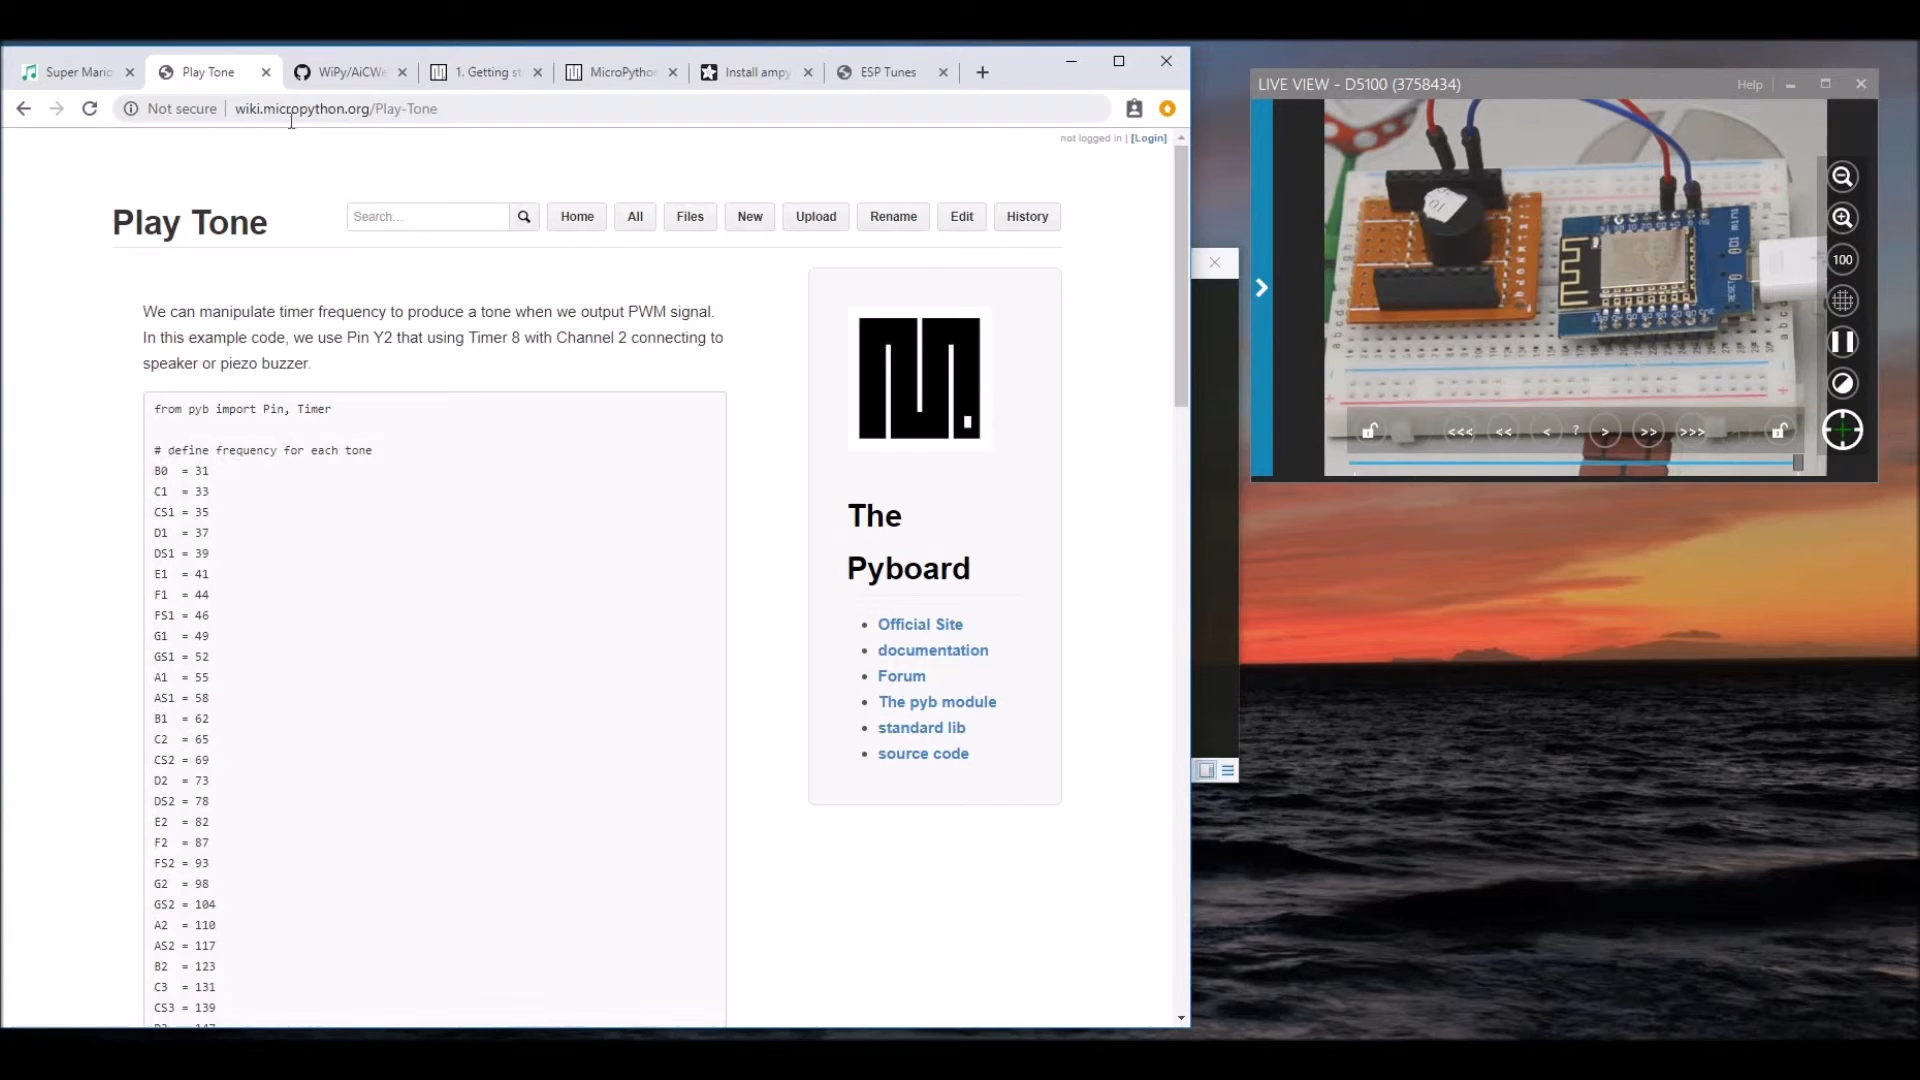 Super Mario
Play Tone
WiPy/AiCWe
1. Getting st
MicroPython
Install ampy
ESP Tunes
Not secure
wiki.micropython.org/Play-Tone
not logged in | [Login]
Play Tone
Search...
Home
All
Files
New
Upload
Rename
Edit
History
We can manipulate timer frequency to produce a tone when we output PWM signal.
In this example code, we use Pin Y2 that using Timer 8 with Channel 2 connecting to
speaker or piezo buzzer.
from pyb import Pin, Timer
# define frequency for each tone
B0 = 31
C1 = 33
CS1 = 35
D1 = 37
DS1 = 39
E1 = 41
F1 = 44
FS1 = 46
G1 = 49
GS1 = 52
A1 = 55
AS1 = 58
B1 = 62
C2 = 65
CS2 = 69
D2 = 73
DS2 = 78
E2 = 82
F2 = 87
FS2 = 93
G2 = 98
GS2 = 104
A2 = 110
AS2 = 117
B2 = 123
C3 = 131
CS3 = 139
The
Pyboard
Official Site
documentation
Forum
The pyb module
standard lib
source code
LIVE VIEW - D5100 (3758434)
Help
100
<<< << < ? > >> >>>